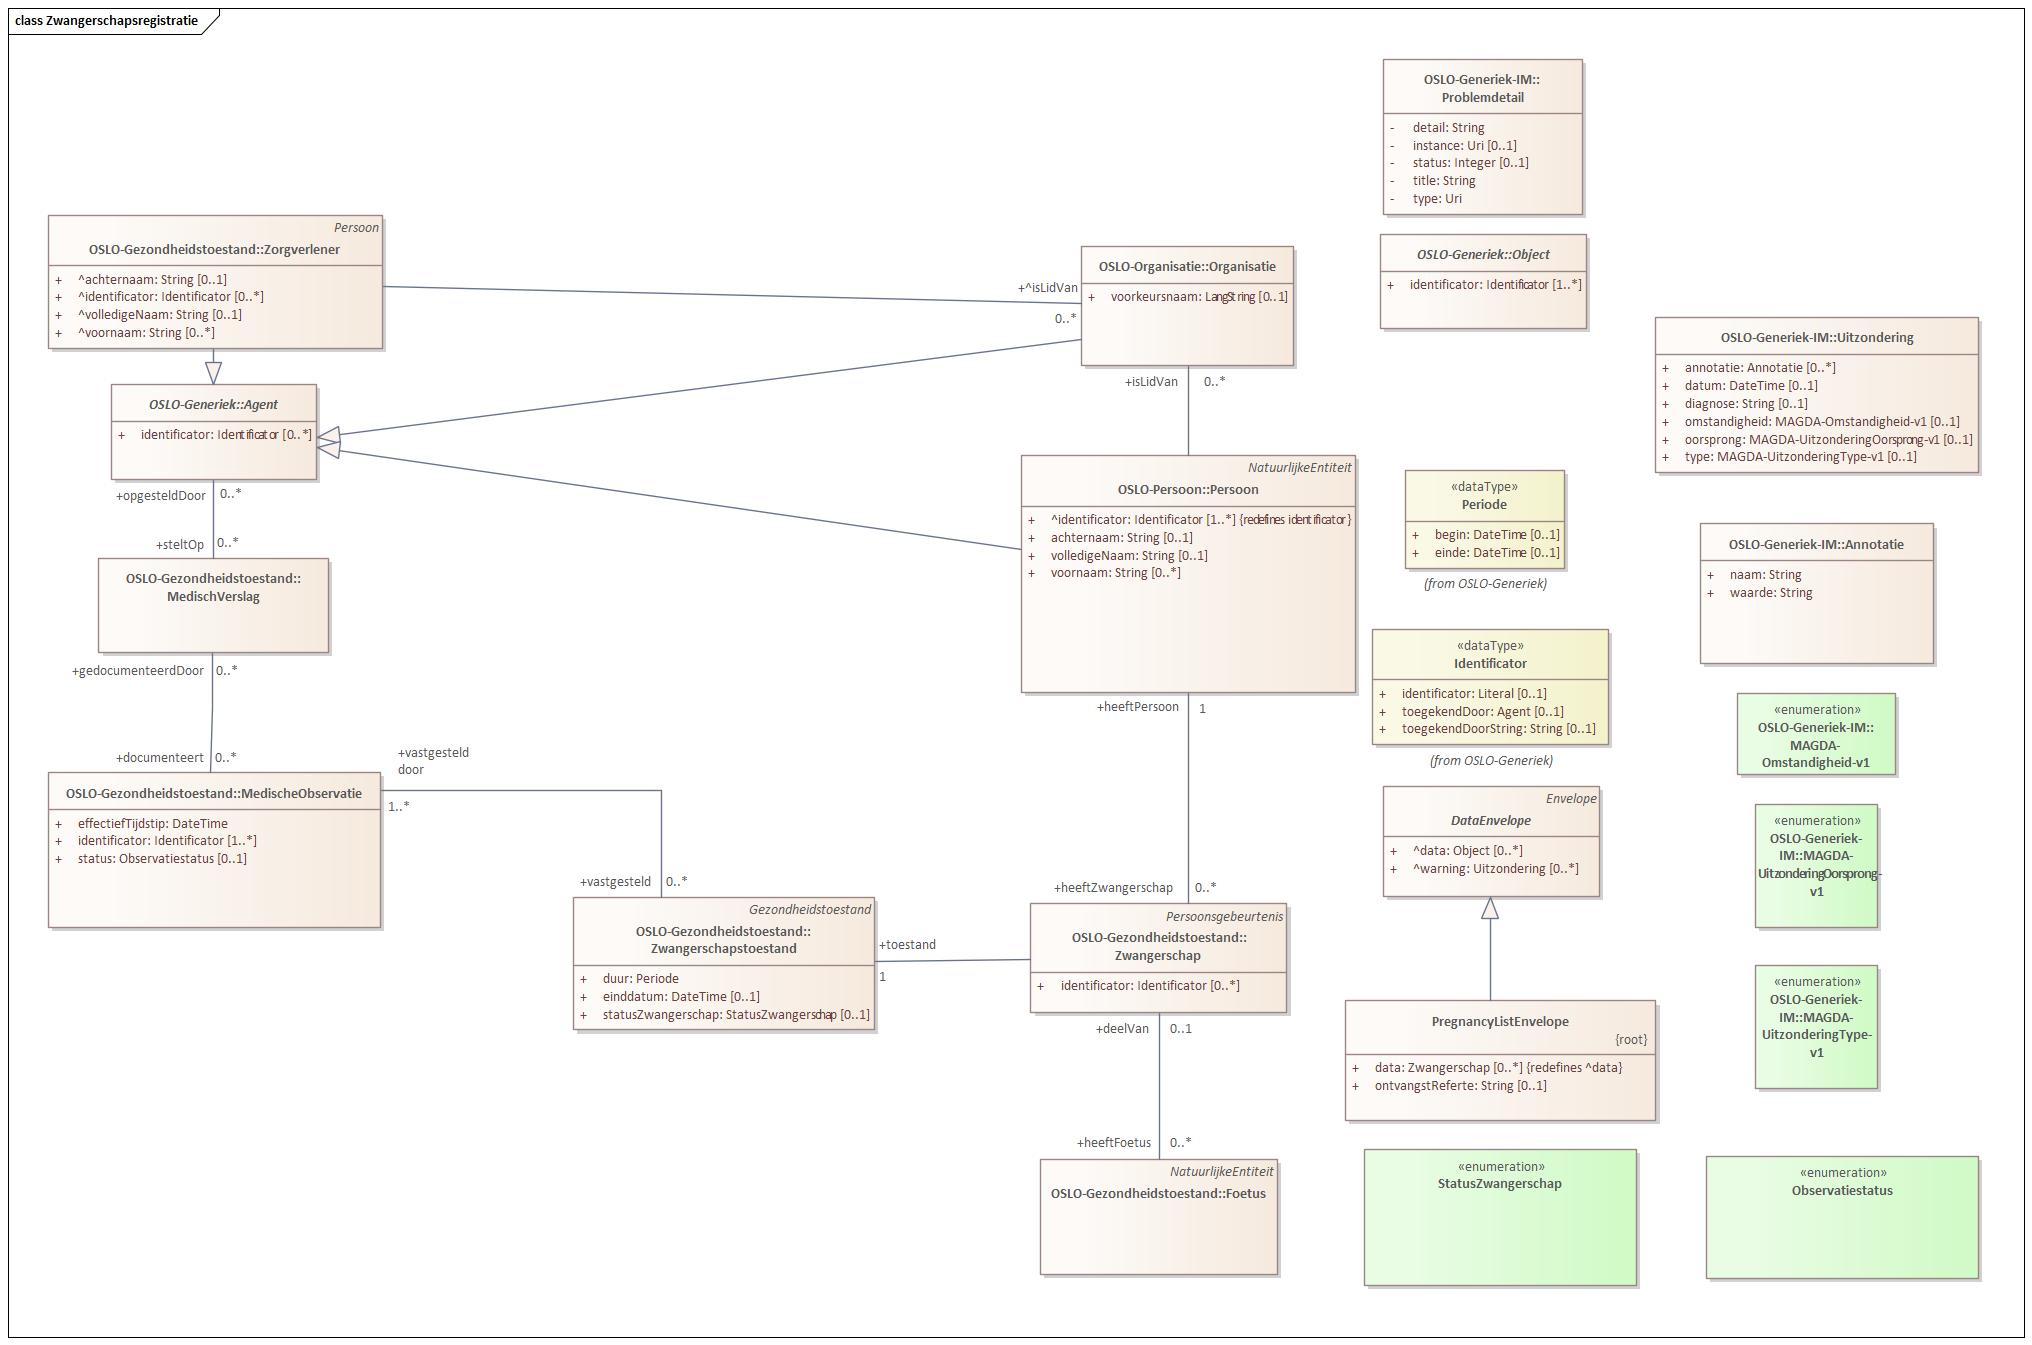 class Zwangerschapsregistratie
OSLO-Generiek-IM::
Problemdetail
- detail: String
- instance: Uri [0..1]
- status: Integer [0..1]
- title: String
- type: Uri
Persoon
OSLO-Gezondheidstoestand::Zorgverlener
+ ^achternaam: String [0..1]
+ ^identificator: Identificator [0..*]
+ ^volledigeNaam: String [0..1]
+ ^voornaam: String [0..*]
+^isLidVan
0..*
OSLO-Organisatie::Organisatie
+ voorkeursnaam: LangString [0..1]
OSLO-Generiek::Object
+ identificator: Identificator [1..*]
OSLO-Generiek-IM::Uitzondering
+ annotatie: Annotatie [0..*]
+ datum: DateTime [0..1]
+ diagnose: String [0..1]
+ omstandigheid: MAGDA-Omstandigheid-v1 [0..1]
+ oorsprong: MAGDA-UitzonderingOorsprong-v1 [0..1]
+ type: MAGDA-UitzonderingType-v1 [0..1]
OSLO-Generiek::Agent
+ identificator: Identificator [0..*]
+isLidVan 0..*
+opgesteldDoor 0..*
+steltOp 0..*
OSLO-Gezondheidstoestand::
MedischVerslag
NatuurlijkeEntiteit
OSLO-Persoon::Persoon
+ ^identificator: Identificator [1..*] {redefines identificator}
+ achternaam: String [0..1]
+ volledigeNaam: String [0..1]
+ voornaam: String [0..*]
«dataType»
Periode
+ begin: DateTime [0..1]
+ einde: DateTime [0..1]
(from OSLO-Generiek)
OSLO-Generiek-IM::Annotatie
+ naam: String
+ waarde: String
«dataType»
Identificator
+ identificator: Literal [0..1]
+ toegekendDoor: Agent [0..1]
+ toegekendDoorString: String [0..1]
(from OSLO-Generiek)
+gedocumenteerdDoor 0..*
+documenteert 0..*
+heeftPersoon 1
«enumeration»
OSLO-Generiek-IM::
MAGDA-
Omstandigheid-v1
OSLO-Gezondheidstoestand::MedischeObservatie
+ effectiefTijdstip: DateTime
+ identificator: Identificator [1..*]
+ status: Observatiestatus [0..1]
+vastgesteld
door
1..*
+vastgesteld 0..*
+heeftZwangerschap 0..*
Envelope
DataEnvelope
+ ^data: Object [0..*]
+ ^warning: Uitzondering [0..*]
«enumeration»
OSLO-Generiek-
IM::MAGDA-
UitzonderingOorsprong-
v1
Gezondheidstoestand
OSLO-Gezondheidstoestand::
Zwangerschapstoestand
+ duur: Periode
+ einddatum: DateTime [0..1]
+ statusZwangerschap: StatusZwangerschap [0..1]
+toestand
1
Persoonsgebeurtenis
OSLO-Gezondheidstoestand::
Zwangerschap
+ identificator: Identificator [0..*]
«enumeration»
OSLO-Generiek-
IM::MAGDA-
UitzonderingType-
v1
+deelVan 0..1
+heeftFoetus 0..*
PregnancyListEnvelope
{root}
+ data: Zwangerschap [0..*] {redefines ^data}
+ ontvangstReferte: String [0..1]
NatuurlijkeEntiteit
OSLO-Gezondheidstoestand::Foetus
«enumeration»
StatusZwangerschap
«enumeration»
Observatiestatus